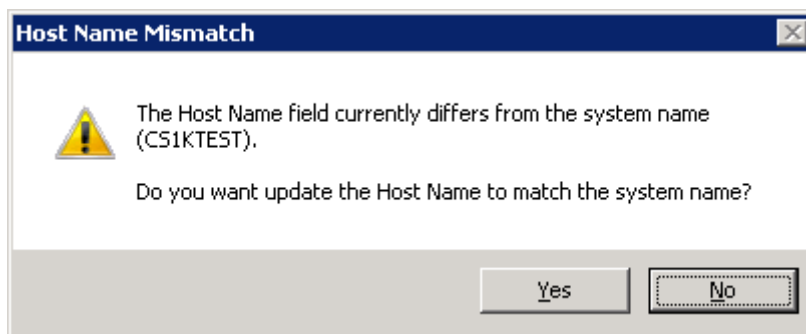 Host Name Mismatch
The Host Name field currently differs from the system name
(CS1KTEST).
Do you want update the Host Name to match the system name?
Yes
No